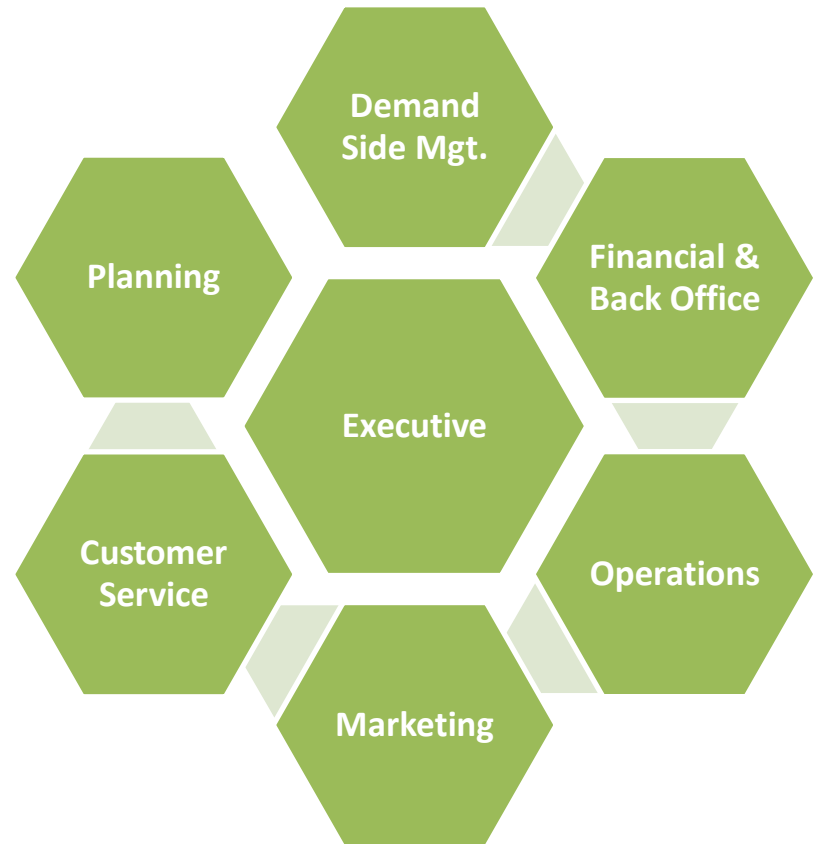 Demand
Side Mgt.
Planning
Financial &
Back Office
Executive
Customer
Service
Operations
Marketing